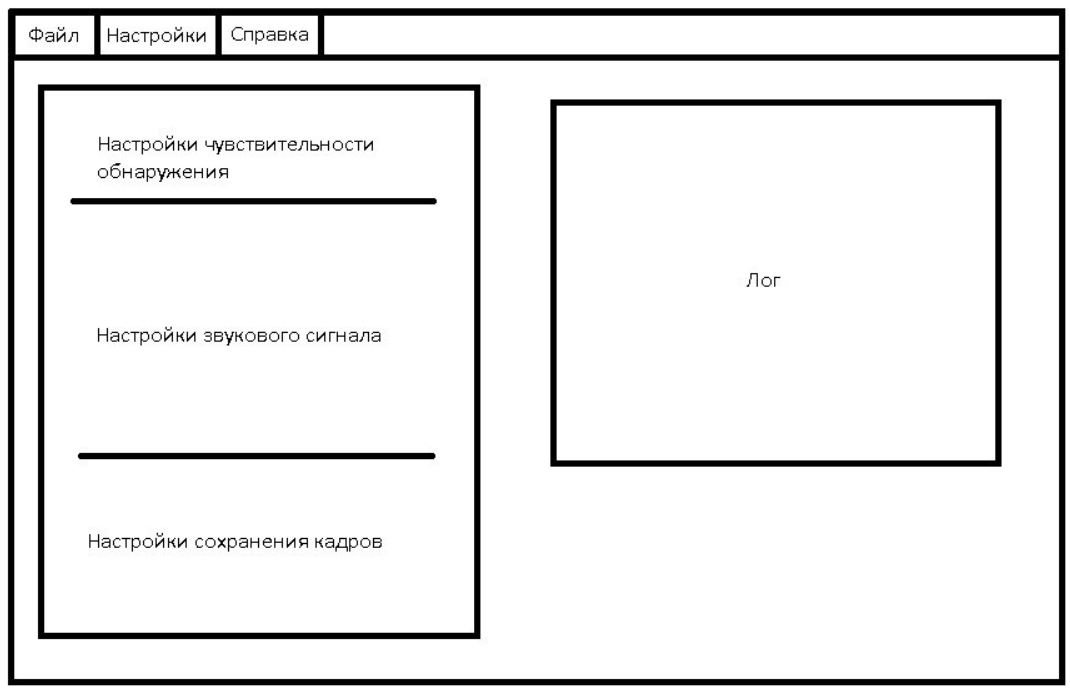 Файл Настройки Справка
Настройки чувствительности
обнаружения
Лог
Настройки звукового сигнала
Настройки сохранения кадров